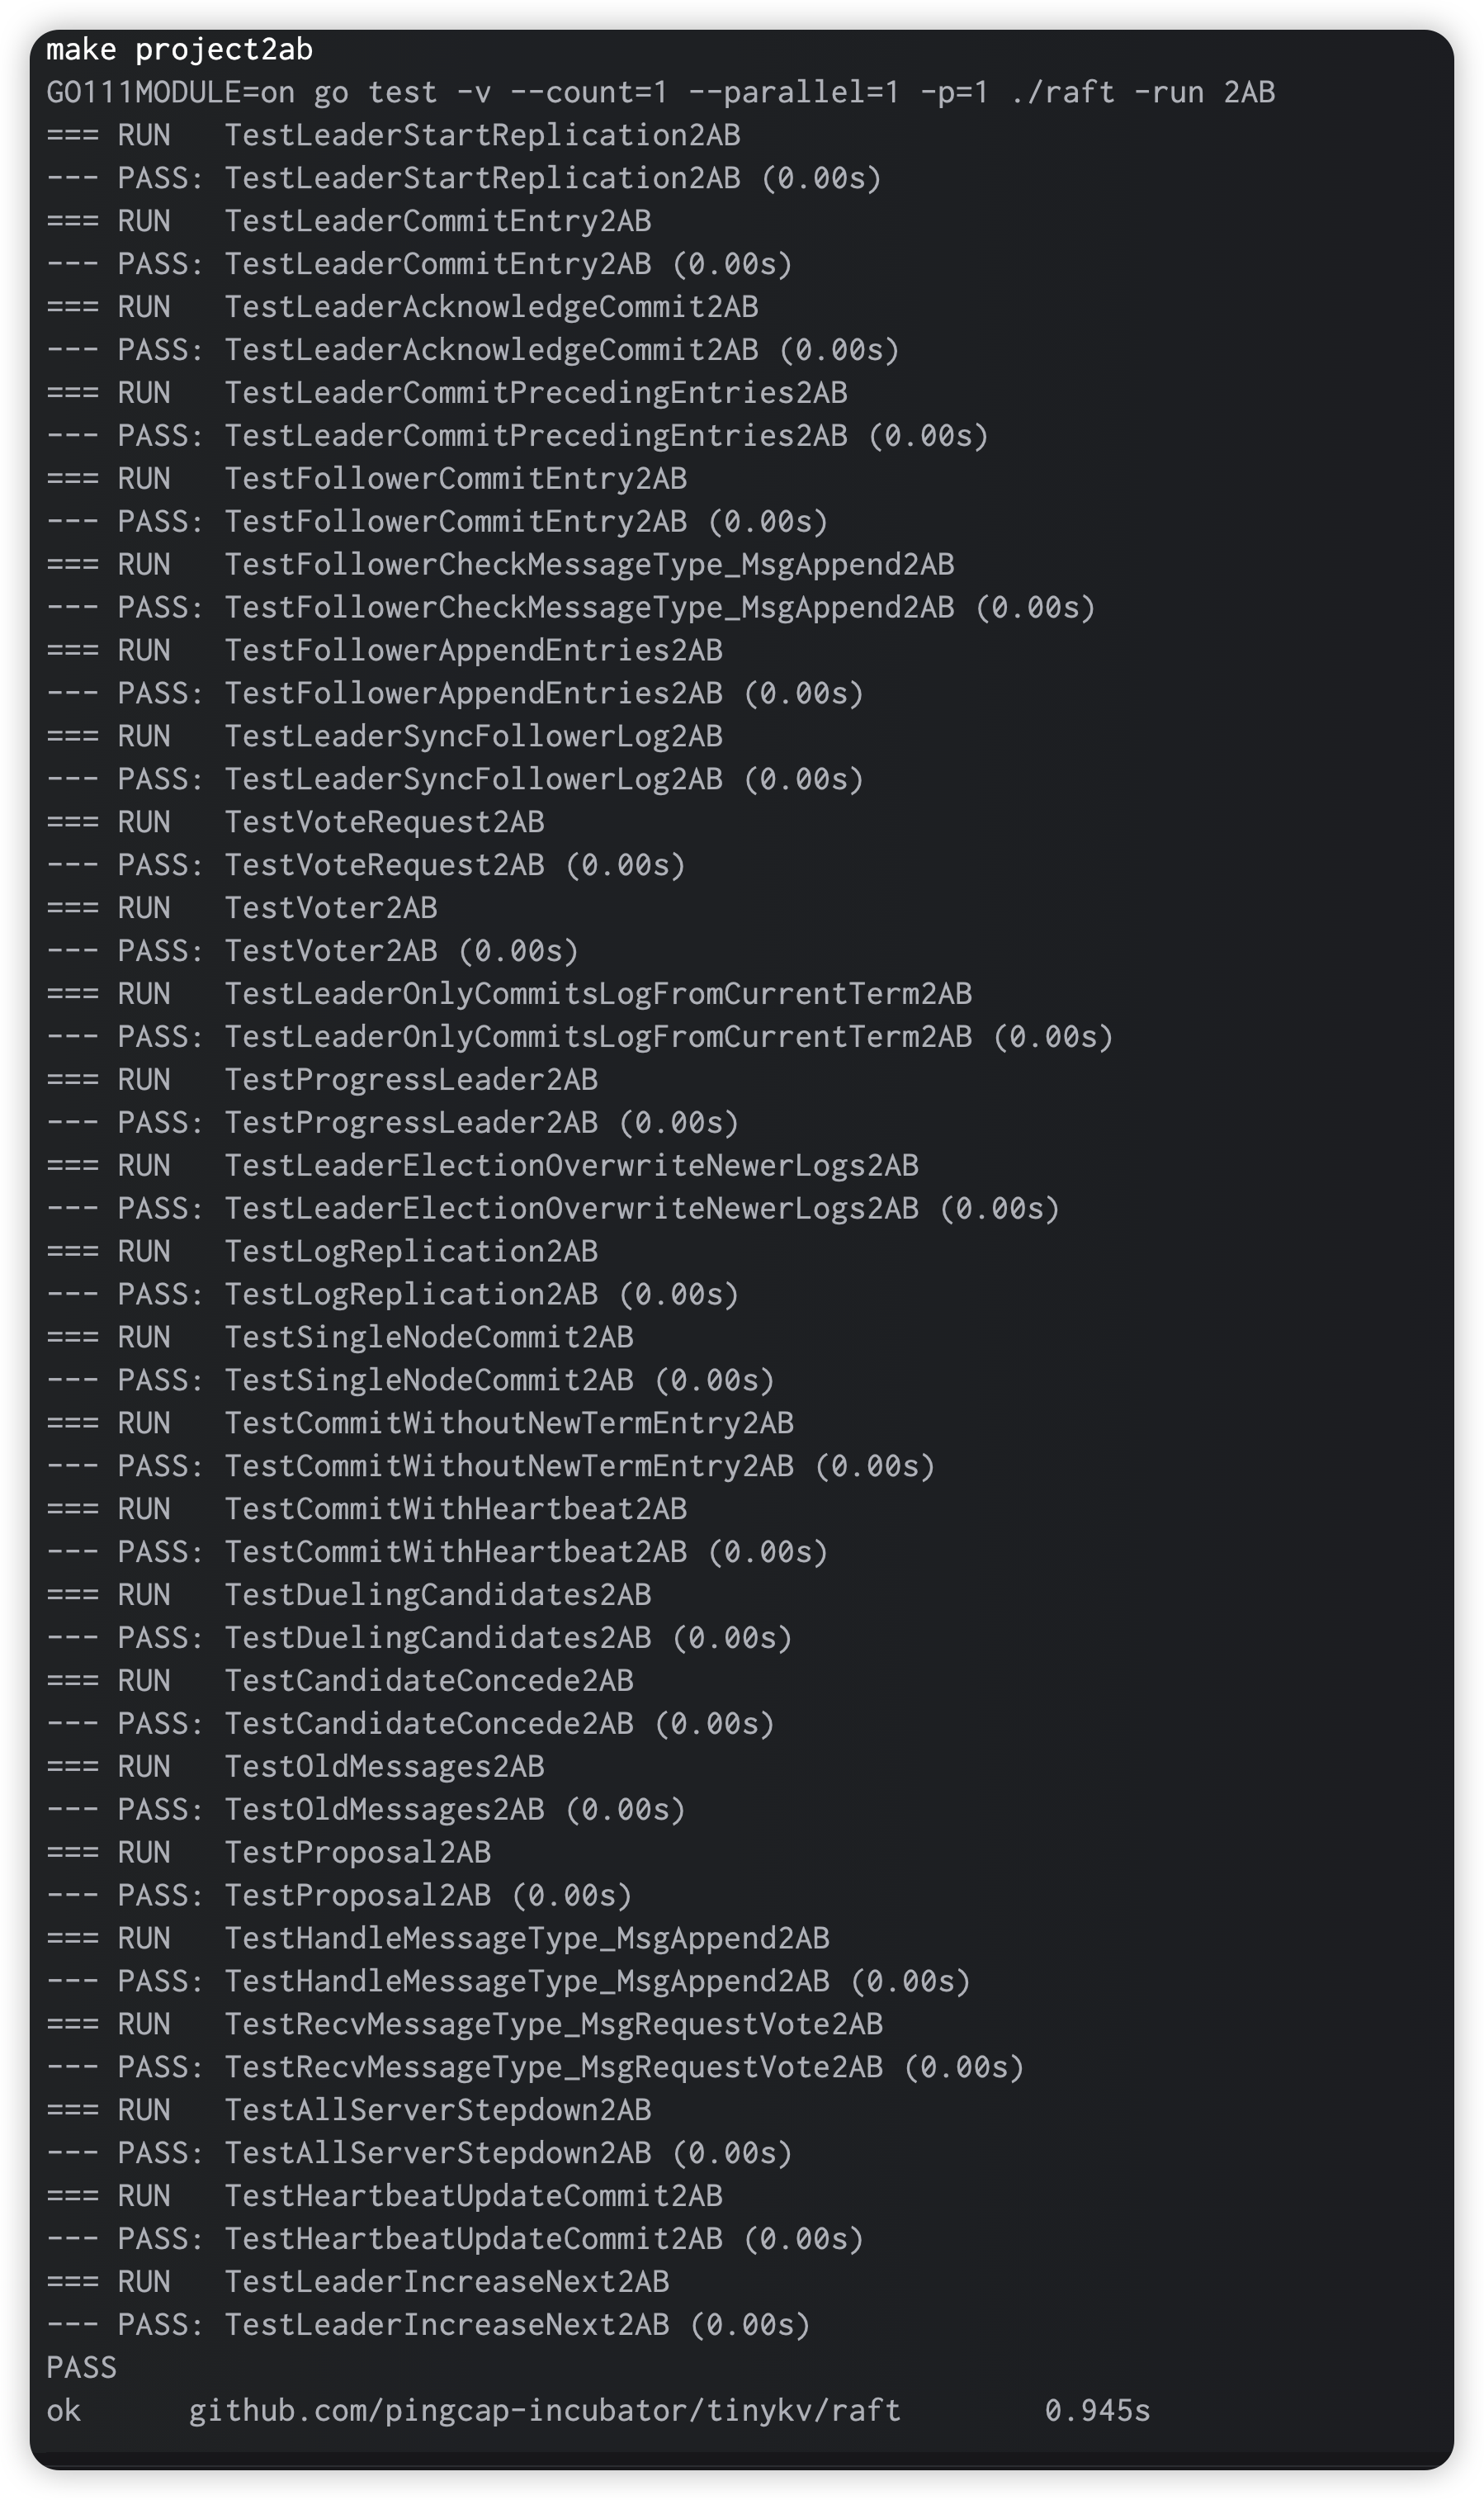 make project2ab
GO111MODULE=on go test -v --count=1 --parallel=1 -p=1 ./raft -run 2AB
=== RUN   TestLeaderStartReplication2AB
--- PASS: TestLeaderStartReplication2AB (0.00s)
=== RUN   TestLeaderCommitEntry2AB
--- PASS: TestLeaderCommitEntry2AB (0.00s)
=== RUN   TestLeaderAcknowledgeCommit2AB
--- PASS: TestLeaderAcknowledgeCommit2AB (0.00s)
=== RUN   TestLeaderCommitPrecedingEntries2AB
--- PASS: TestLeaderCommitPrecedingEntries2AB (0.00s)
=== RUN   TestFollowerCommitEntry2AB
--- PASS: TestFollowerCommitEntry2AB (0.00s)
=== RUN   TestFollowerCheckMessageType_MsgAppend2AB
--- PASS: TestFollowerCheckMessageType_MsgAppend2AB (0.00s)
=== RUN   TestFollowerAppendEntries2AB
--- PASS: TestFollowerAppendEntries2AB (0.00s)
=== RUN   TestLeaderSyncFollowerLog2AB
--- PASS: TestLeaderSyncFollowerLog2AB (0.00s)
=== RUN   TestVoteRequest2AB
--- PASS: TestVoteRequest2AB (0.00s)
=== RUN   TestVoter2AB
--- PASS: TestVoter2AB (0.00s)
=== RUN   TestLeaderOnlyCommitsLogFromCurrentTerm2AB
--- PASS: TestLeaderOnlyCommitsLogFromCurrentTerm2AB (0.00s)
=== RUN   TestProgressLeader2AB
--- PASS: TestProgressLeader2AB (0.00s)
=== RUN   TestLeaderElectionOverwriteNewerLogs2AB
--- PASS: TestLeaderElectionOverwriteNewerLogs2AB (0.00s)
=== RUN   TestLogReplication2AB
--- PASS: TestLogReplication2AB (0.00s)
=== RUN   TestSingleNodeCommit2AB
--- PASS: TestSingleNodeCommit2AB (0.00s)
=== RUN   TestCommitWithoutNewTermEntry2AB
--- PASS: TestCommitWithoutNewTermEntry2AB (0.00s)
=== RUN   TestCommitWithHeartbeat2AB
--- PASS: TestCommitWithHeartbeat2AB (0.00s)
=== RUN   TestDuelingCandidates2AB
--- PASS: TestDuelingCandidates2AB (0.00s)
=== RUN   TestCandidateConcede2AB
--- PASS: TestCandidateConcede2AB (0.00s)
=== RUN   TestOldMessages2AB
--- PASS: TestOldMessages2AB (0.00s)
=== RUN   TestProposal2AB
--- PASS: TestProposal2AB (0.00s)
=== RUN   TestHandleMessageType_MsgAppend2AB
--- PASS: TestHandleMessageType_MsgAppend2AB (0.00s)
=== RUN   TestRecvMessageType_MsgRequestVote2AB
--- PASS: TestRecvMessageType_MsgRequestVote2AB (0.00s)
=== RUN   TestAllServerStepdown2AB
--- PASS: TestAllServerStepdown2AB (0.00s)
=== RUN   TestHeartbeatUpdateCommit2AB
--- PASS: TestHeartbeatUpdateCommit2AB (0.00s)
=== RUN   TestLeaderIncreaseNext2AB
--- PASS: TestLeaderIncreaseNext2AB (0.00s)
PASS
ok      github.com/pingcap-incubator/tinykv/raft        0.945s